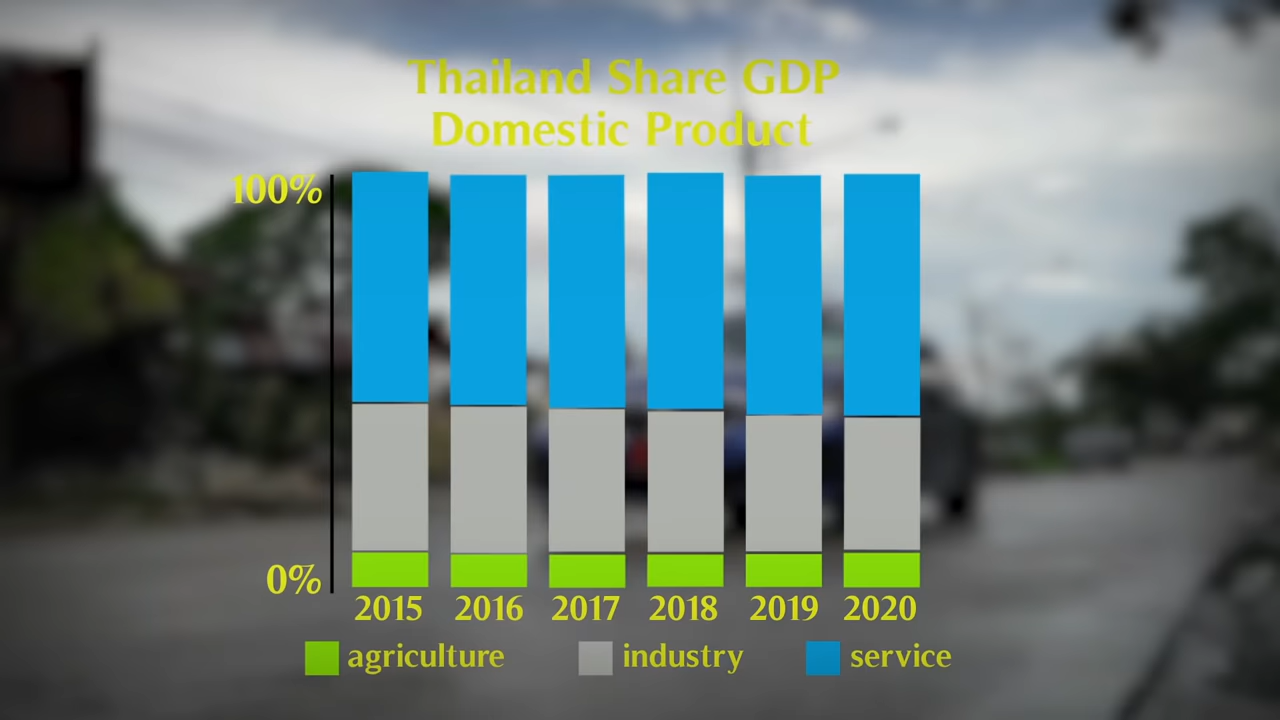 Thailand Share GDP
Domestic Product
100%
0%
2015 2016 2017 2018 2019 2020
agriculture industry service